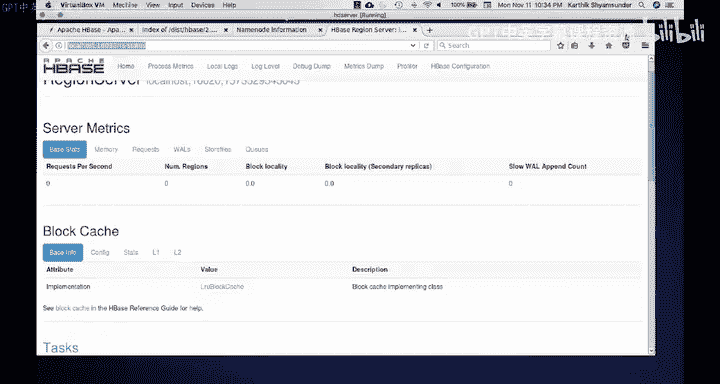 VirtualBox VM Machine View Input Devices Help 100% Mon Nov 11 10:34 PM Karthik Shyamsunder
hdserver [Running]
Apache HBase – Apa... Index of /dist/hbase/2... Namenode Information HBase Region Server: l...
bilibili
Search
APACHE
HBASE
Home Process Metrics Local Logs Log Level Debug Dump Metrics Dump Profiler HBase Configuration
RegionServer
Server Metrics
Base Stats Memory Requests WALs Storefiles Queues
Requests Per Second Num. Regions Block locality Block locality (Secondary replicas) Slow WAL Append Count
0 0 0.0 0.0 0
Block Cache
Base Info Config Stats L1 L2
Attribute Value Description
Implementation LruBlockCache Block cache implementing class
See block cache in the HBase Reference Guide for help.
Tasks